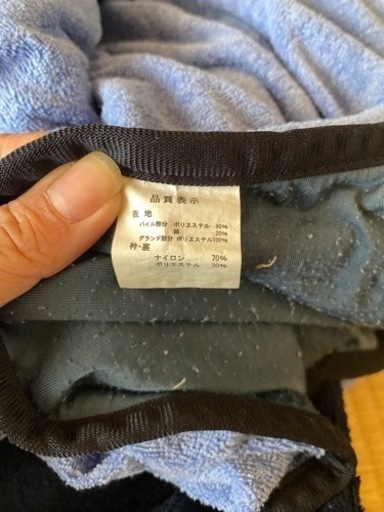 品質表示
表 地
パイル部分 ポリエステル 80%
綿 20%
グランド部分 ポリエステル100%
衿・裏
ナイロン 70%
ポリエステル 30%